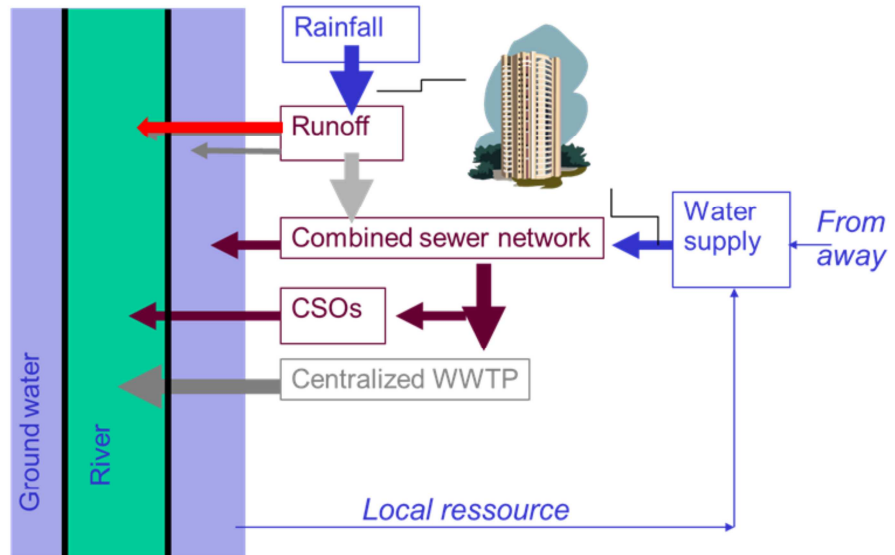 Rainfall
Runoff
Combined sewer network
Water
supply
From
away
CSOs
Centralized WWTP
Ground water
River
Local ressource